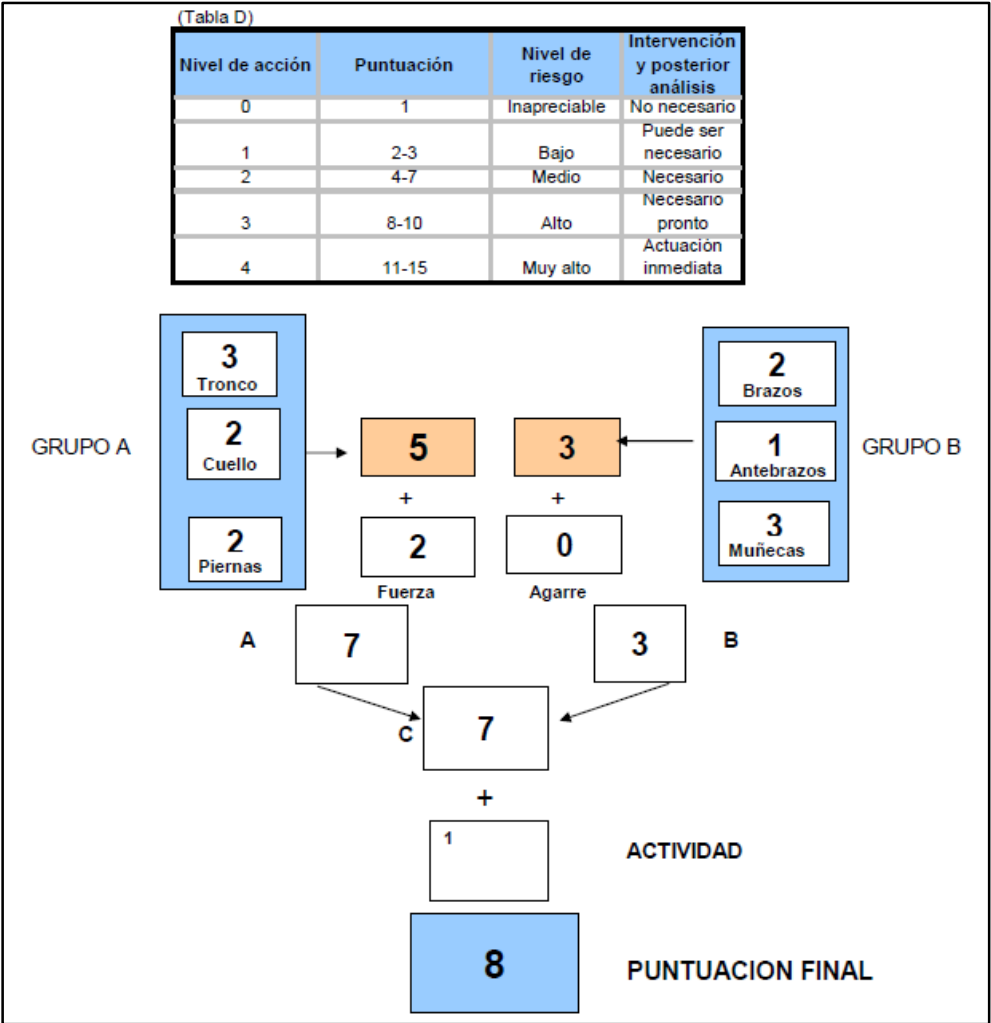 (Tabla D)
Nivel de acción Puntuación Nivel de riesgo Intervención y posterior análisis
0 1 Inapreciable No necesario
1 2-3 Bajo Puede ser necesario
2 4-7 Medio Necesario
3 8-10 Alto Necesario pronto
4 11-15 Muy alto Actuación inmediata
GRUPO A
3
Tronco
2
Cuello
2
Piernas
5
+
2
Fuerza
3
+
0
Agarre
2
Brazos
1
Antebrazos
3
Muñecas
GRUPO B
A 7
3 B
C 7
+
1
ACTIVIDAD
8
PUNTUACION FINAL